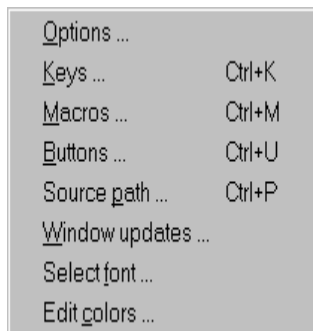 Options ...
Keys ... Ctrl+K
Macros ... Ctrl+M
Buttons ... Ctrl+U
Source path ... Ctrl+P
Window updates ...
Select font ...
Edit colors ...